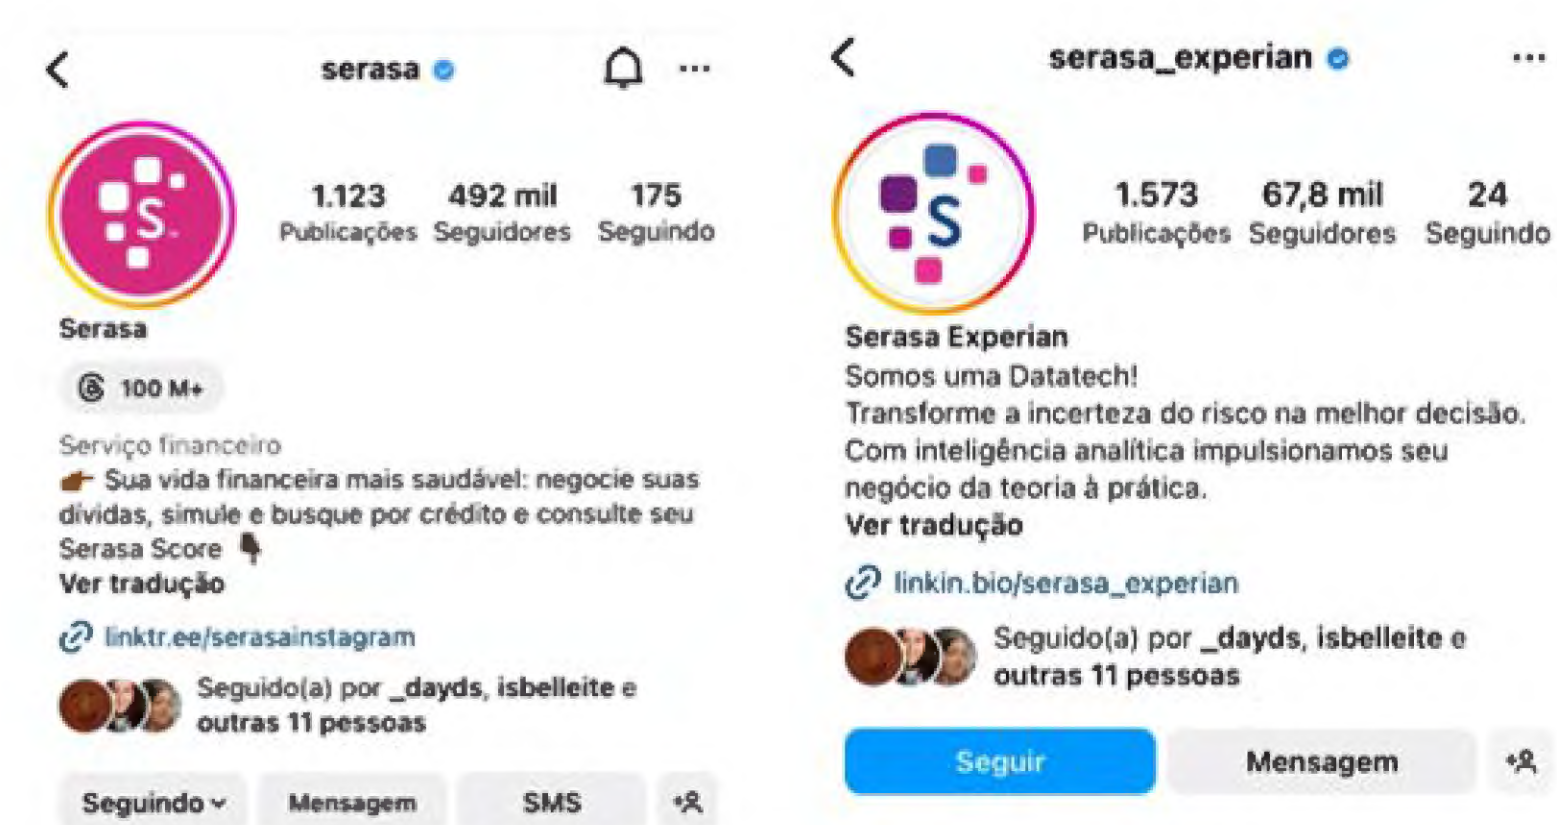 serasa
S
1.123 492 mil 175
Publicações Seguidores Seguindo
Serasa
100 M+
Serviço financeiro
Sua vida financeira mais saudável: negocie suas
dívidas, simule e busque por crédito e consulte seu
Serasa Score
Ver tradução
linktr.ee/serasainstagram
Seguido(a) por _dayds, isbelleite e
outras 11 pessoas
Seguindo Mensagem SMS
serasa_experian
S
1.573 67,8 mil 24
Publicações Seguidores Seguindo
Serasa Experian
Somos uma Datatech!
Transforme a incerteza do risco na melhor decisão.
Com inteligência analítica impulsionamos seu
negócio da teoria à prática.
Ver tradução
linkin.bio/serasa_experian
Seguido(a) por _dayds, isbelleite e
outras 11 pessoas
Seguir Mensagem